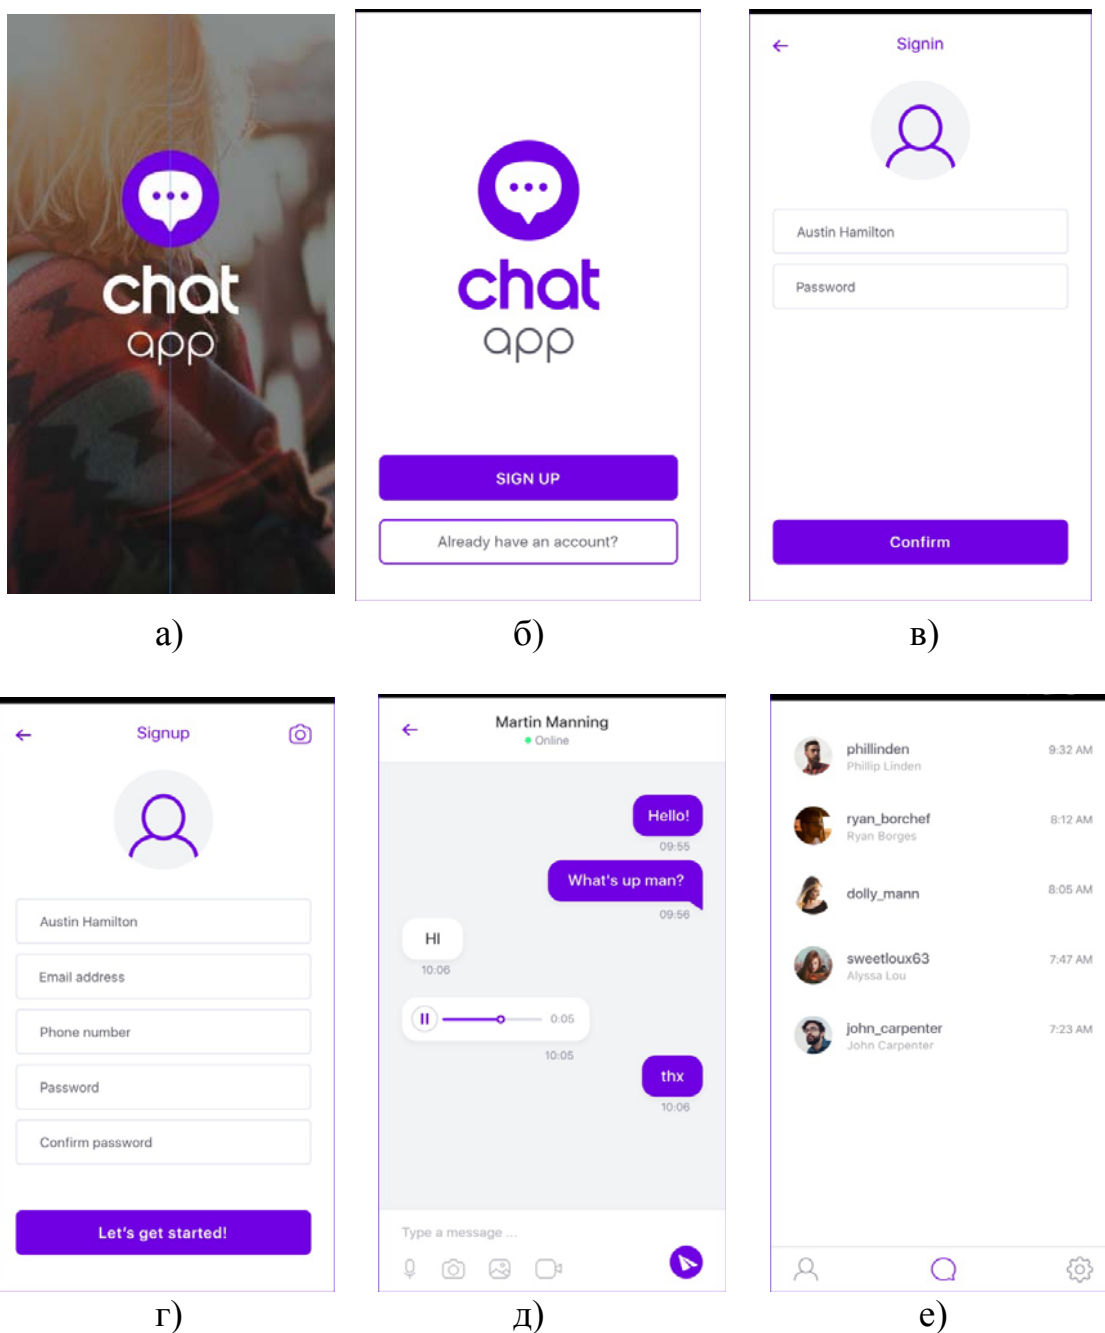 chat
app
chat
app
SIGN UP
Already have an account?
Signin
Austin Hamilton
Password
Confirm
а)
б)
в)
Signup
Austin Hamilton
Email address
Phone number
Password
Confirm password
Let's get started!
Martin Manning
Online
Hello!
09:55
What's up man?
09:56
HI
10:06
0:05
10:05
thx
10:06
Type a message ...
phillinden
9:32 AM
Phillip Linden
ryan_borchef
8:12 AM
Ryan Borges
dolly_mann
8:05 AM
sweetloux63
7:47 AM
Alyssa Lou
john_carpenter
7:23 AM
John Carpenter
г)
д)
е)